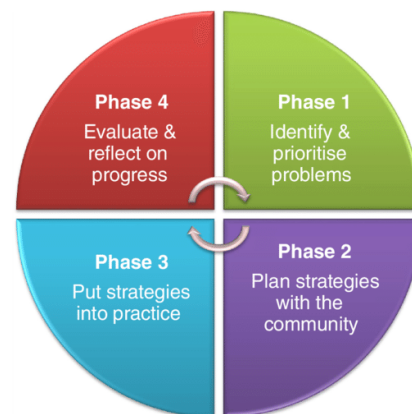 Phase 4
Evaluate &
reflect on
progress
Phase 1
Identify &
prioritise
problems
Phase 3
Put strategies
into practice
Phase 2
Plan strategies
with the
community